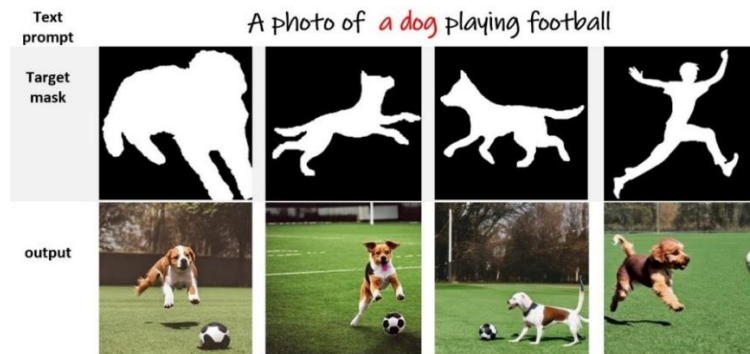 Text
prompt
A photo of a dog playing football
Target
mask
output